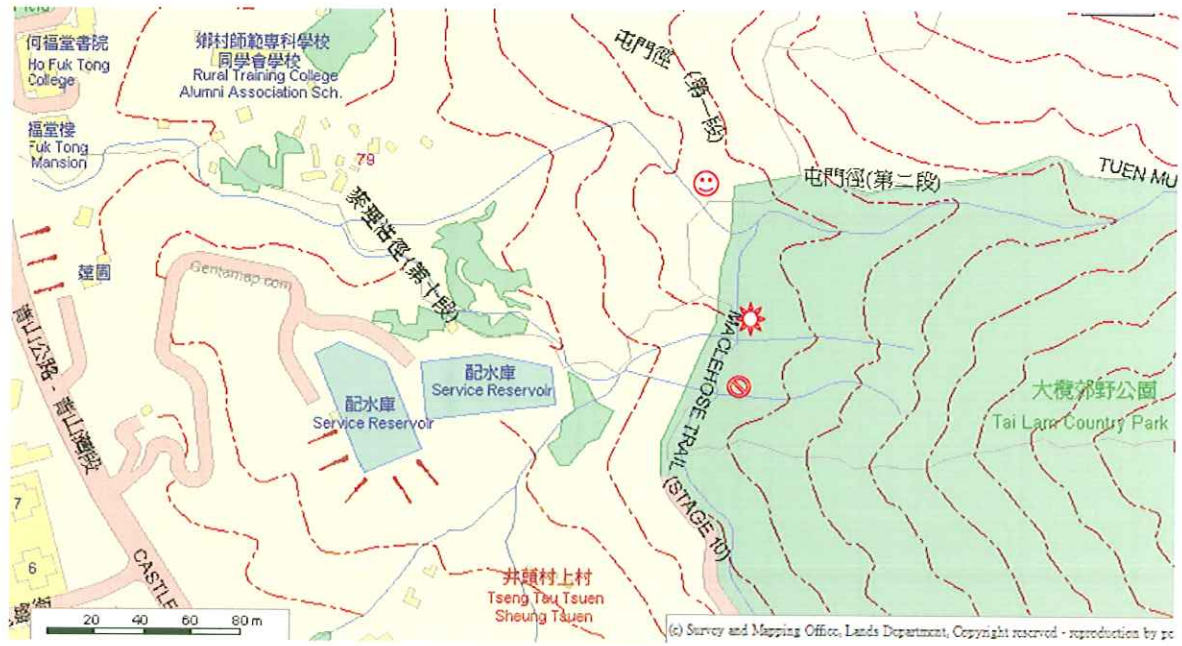 何福堂書院
Ho Fuk Tong
College
鄉村師範專科學校
同學會學校
Rural Training College
Alumni Association Sch.
屯門徑 (第一段)
福堂樓
Fuk Tong
Mansion
79
屯門徑(第二段)
TUEN MU
麥理浩徑(第十段)
Centamap.com
MACLEHOSE TRAIL (STAGE 10)
青山公路
配水庫
Service Reservoir
配水庫
Service Reservoir
大欖郊野公園
Tai Lam Country Park
7
6
CASTLE
井頭村上村
Tseng Tau Tsuen
Sheung Tsuen
20 40 60 80 m
(c) Survey and Mapping Office, Lands Department, Copyright reserved - reproduction by pe